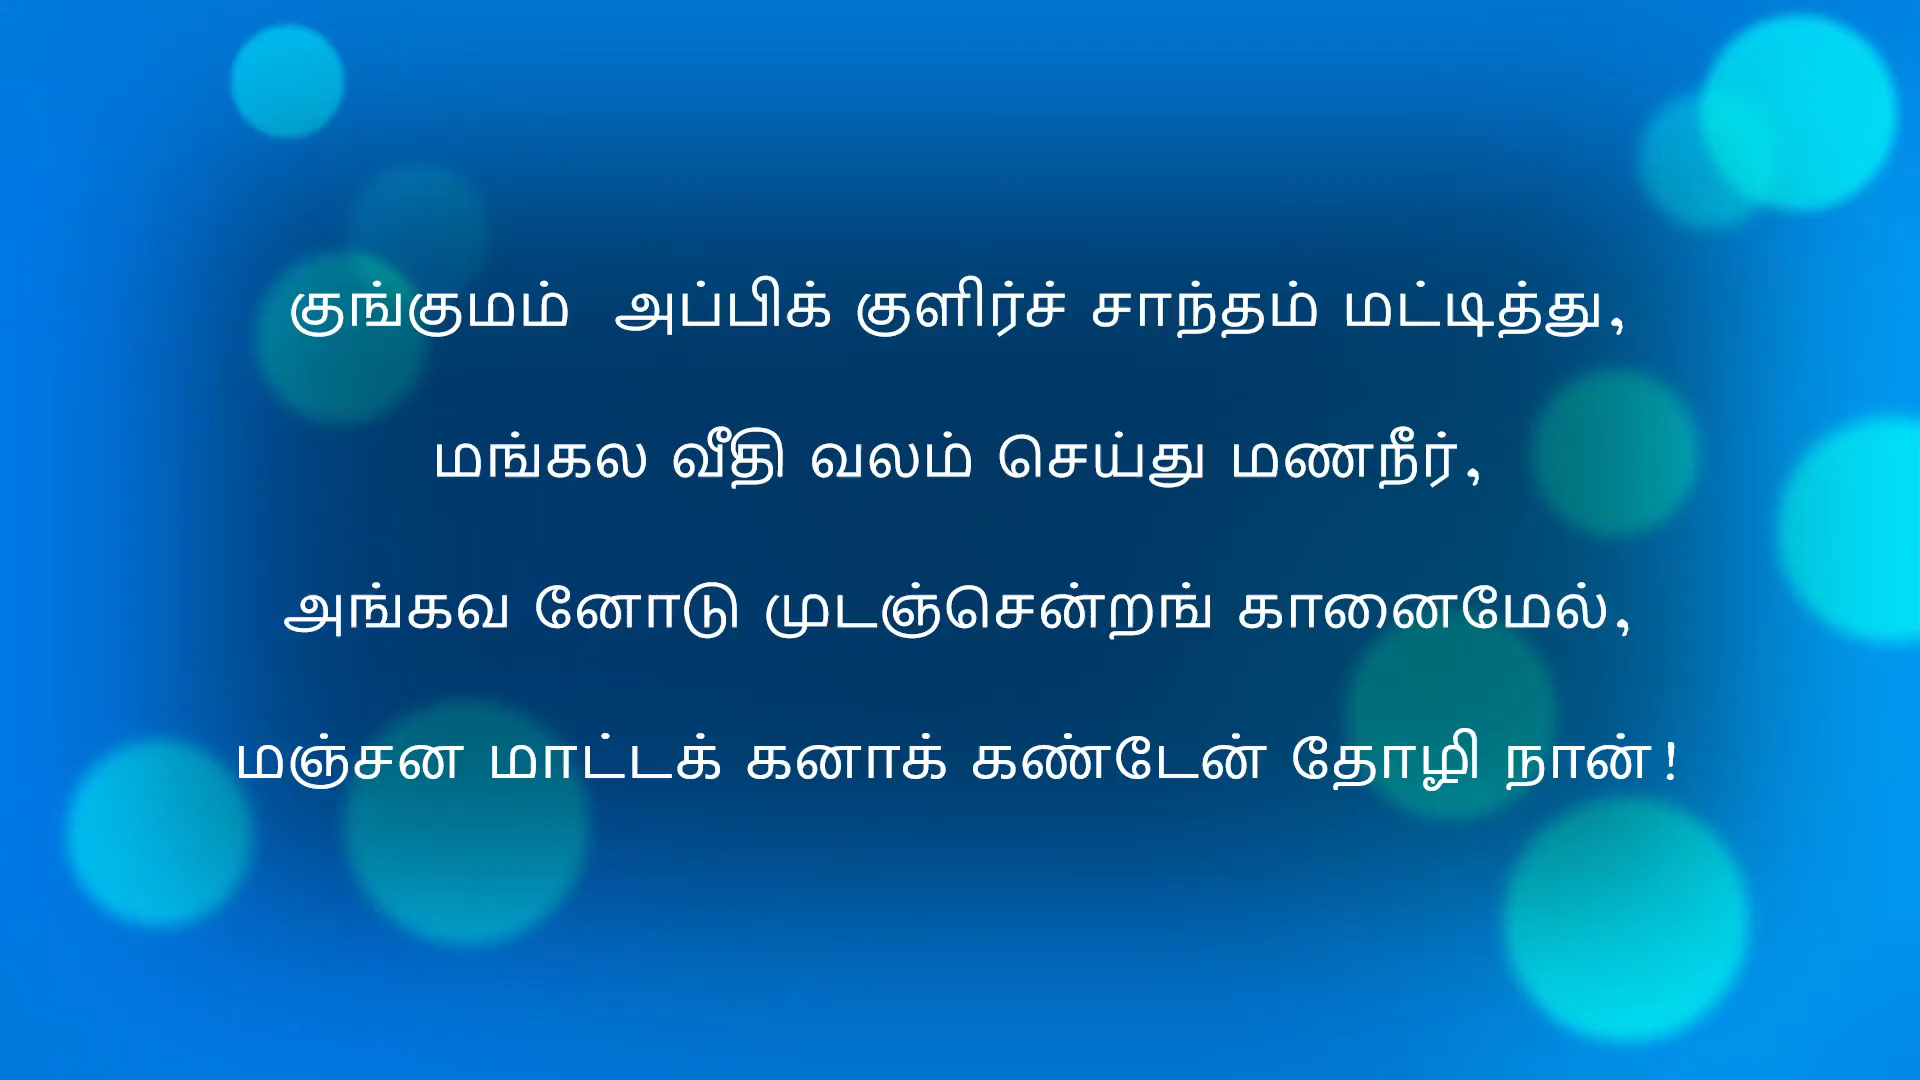 குங்குமம்  அப்பிக் குளிர்ச் சாந்தம் மட்டித்து,
மங்கல வீதி வலம் செய்து மணநீர்,
அங்கவ னோடு முடஞ்சென்றங் கானைமேல்,
மஞ்சன மாட்டக் கனாக் கண்டேன் தோழி நான்!